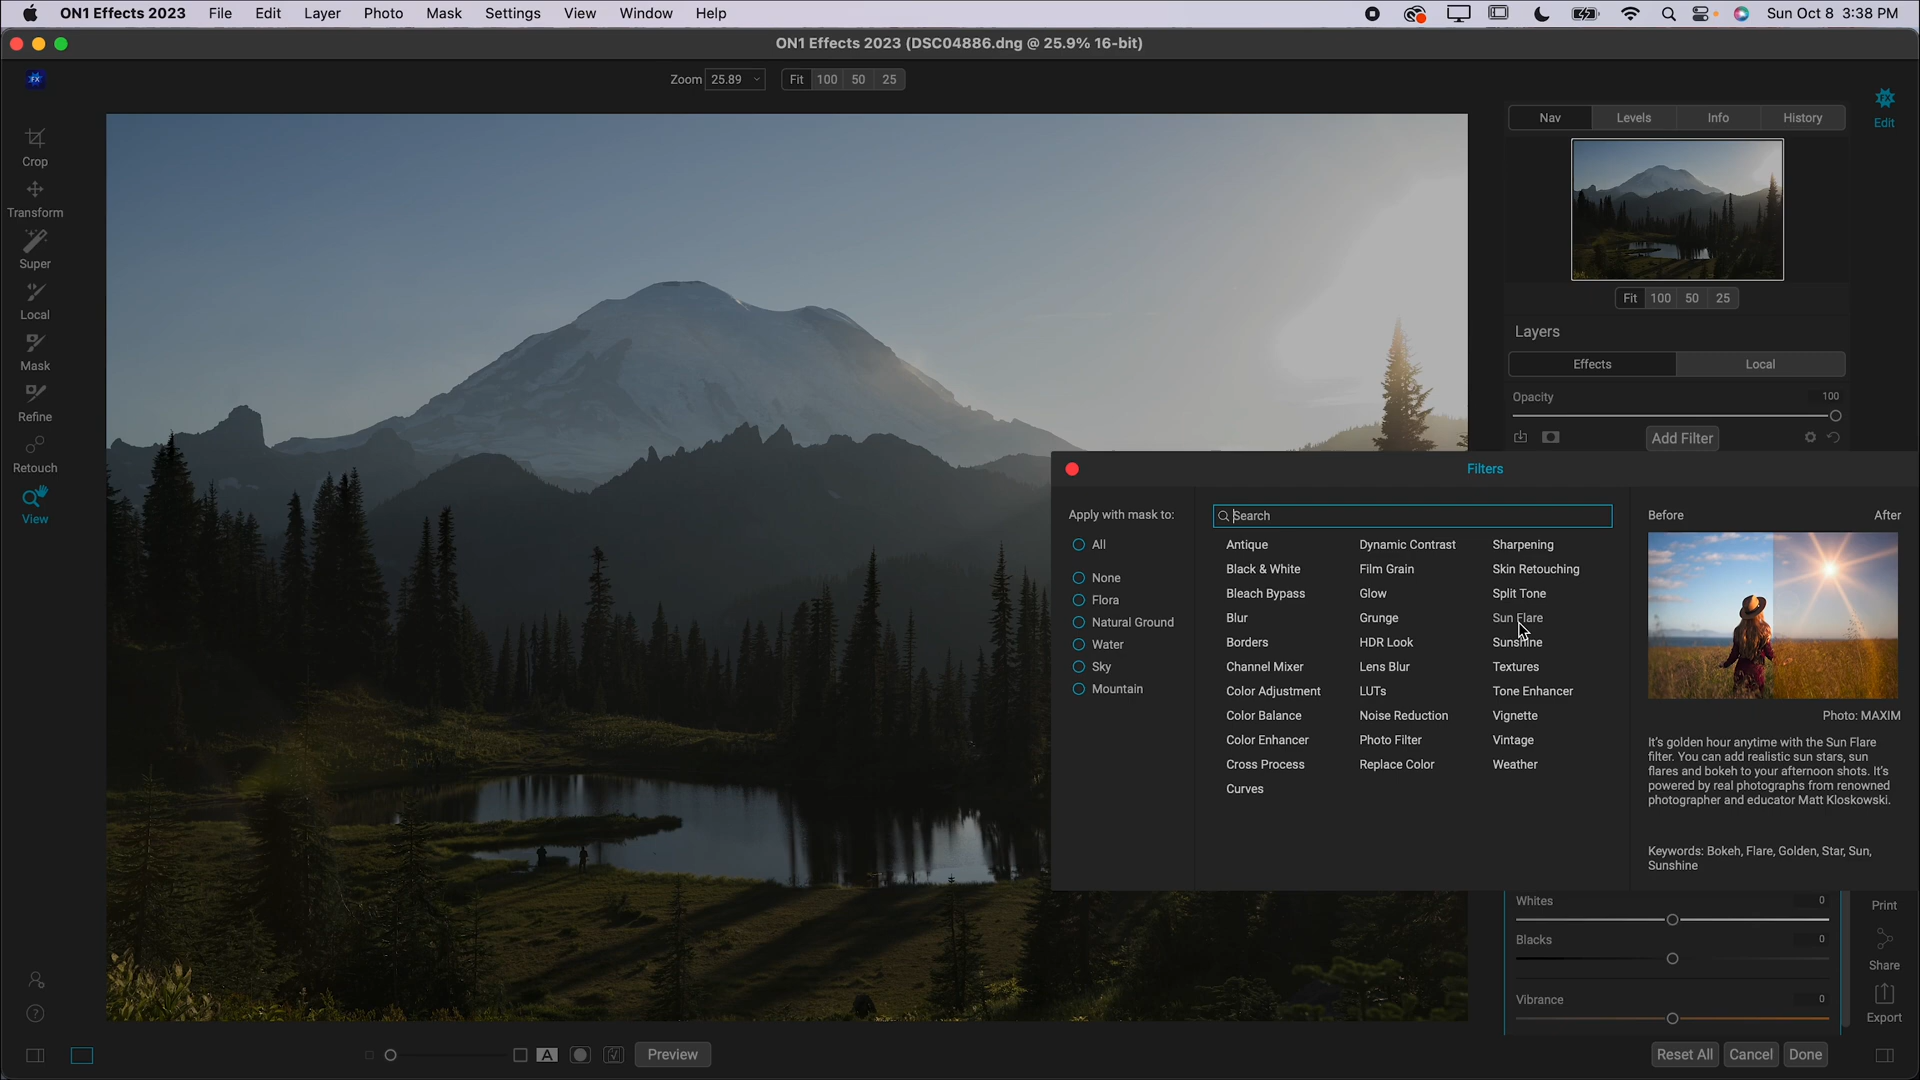 ON1 Effects 2023 File Edit Layer Photo Mask Settings View Window Help Sun Oct 8 3:38 PM
ON1 Effects 2023 (DSC04886.dng @ 25.9% 16-bit)
FX
Zoom 25.89 Fit 100 50 25
Crop
Transform
Super
Local
Mask
Refine
Retouch
View
Nav Levels Info History
Edit
Fit 100 50 25
Layers
Effects Local
Opacity 100
Add Filter
Filters
Apply with mask to:
All
None
Flora
Natural Ground
Water
Sky
Mountain
Search
Antique Dynamic Contrast Sharpening
Black & White Film Grain Skin Retouching
Bleach Bypass Glow Split Tone
Blur Grunge Sun Flare
Borders HDR Look Sunshine
Channel Mixer Lens Blur Textures
Color Adjustment LUTs Tone Enhancer
Color Balance Noise Reduction Vignette
Color Enhancer Photo Filter Vintage
Cross Process Replace Color Weather
Curves
Before After
Photo: MAXIM
It's golden hour anytime with the Sun Flare
filter. You can add realistic sun stars, sun
flares and bokeh to your afternoon shots. It's
powered by real photographs from renowned
photographer and educator Matt Kloskowski.
Keywords: Bokeh, Flare, Golden, Star, Sun,
Sunshine
Whites 0
Blacks 0
Vibrance 0
Print
Share
Export
A Preview
Reset All Cancel Done